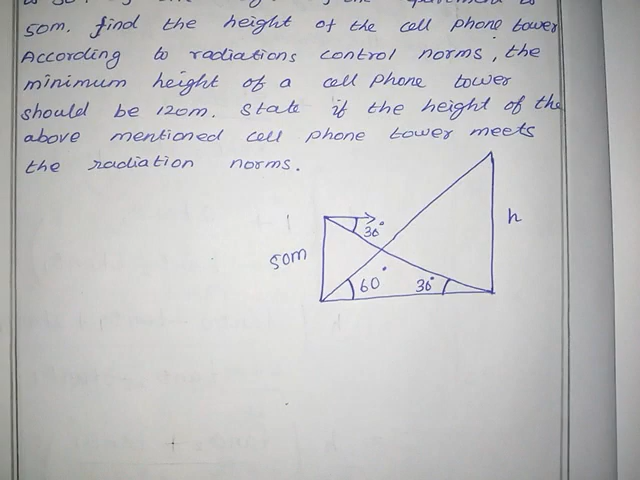 50m. find the height of the cell phone tower
According to radiations control norms, the
minimum height of a cell phone tower
should be 120m. State if the height of the
above mentioned cell phone tower meets
the radiation norms.
30°
h
50m
60°
30°